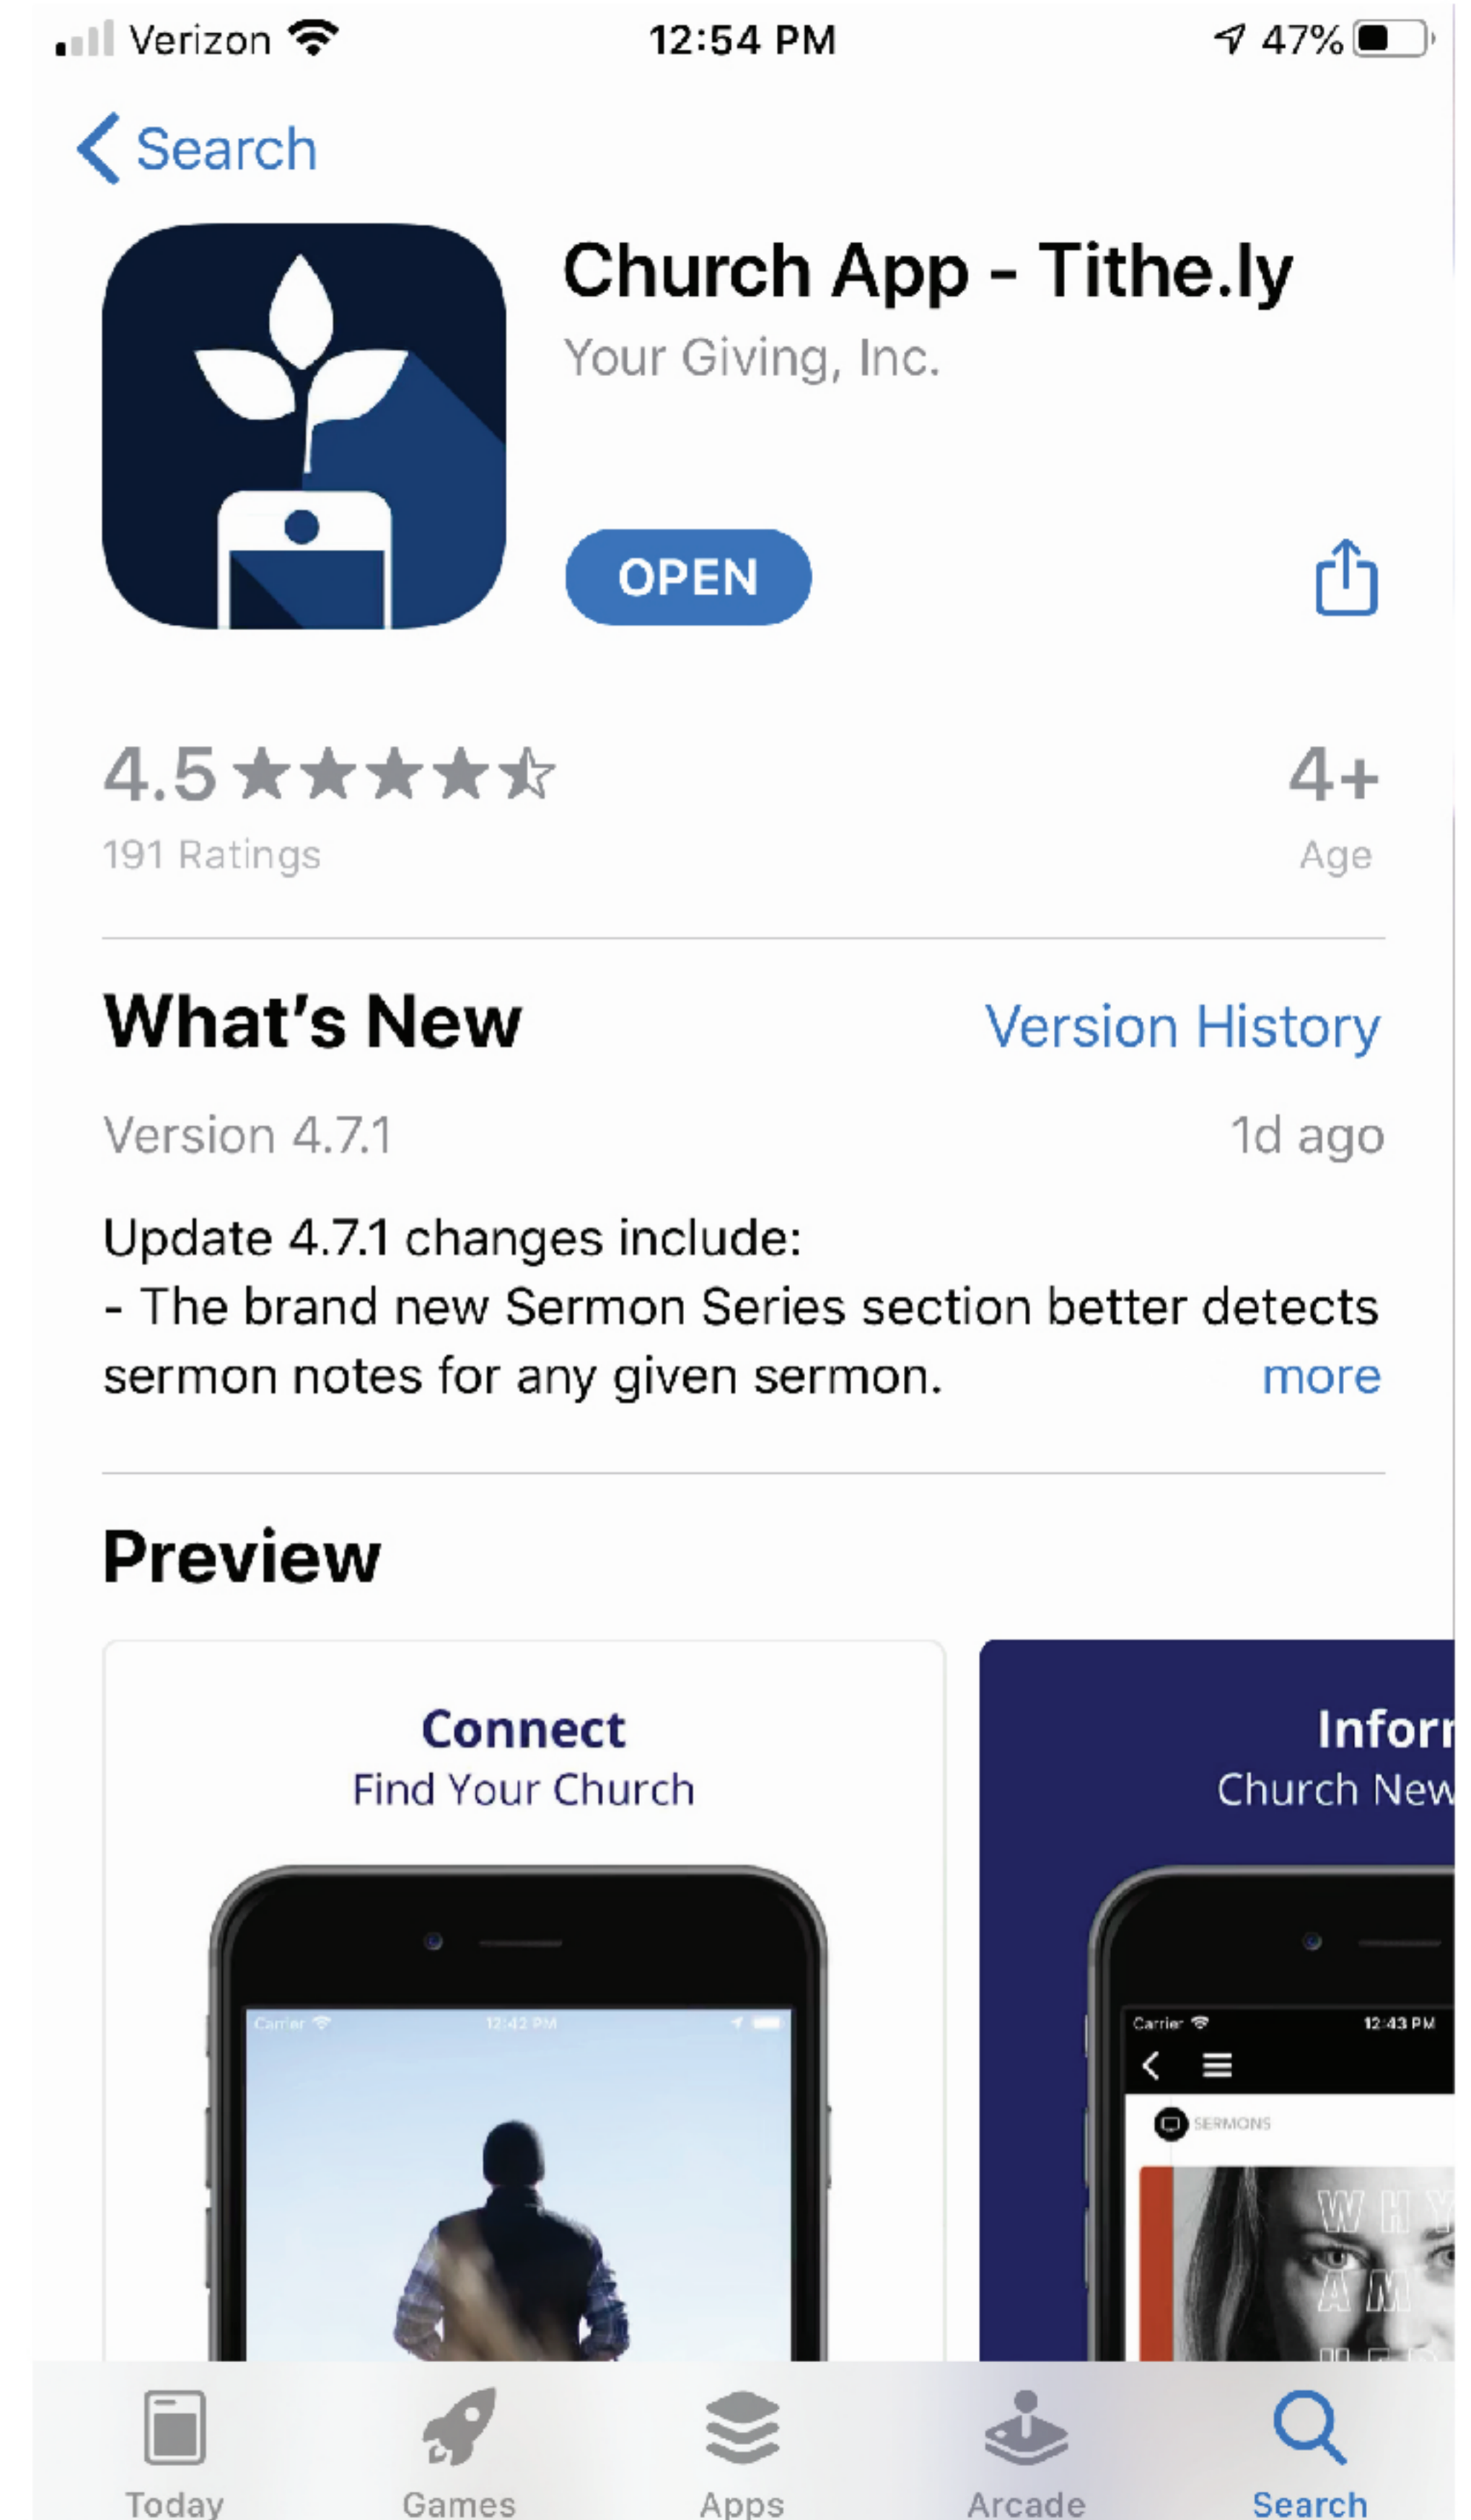 Verizon 12:54 PM 47%
Search
Church App - Tithe.ly
Your Giving, Inc.
OPEN
4.5 4+
191 Ratings Age
What's New Version History
Version 4.7.1 1d ago
Update 4.7.1 changes include:
- The brand new Sermon Series section better detects
sermon notes for any given sermon. more
Preview
Connect
Find Your Church
Carrier 12:42 PM
Church New
Carrier 12:43 PM
SERMONS
WHY
AM
Today Games Apps Arcade Search